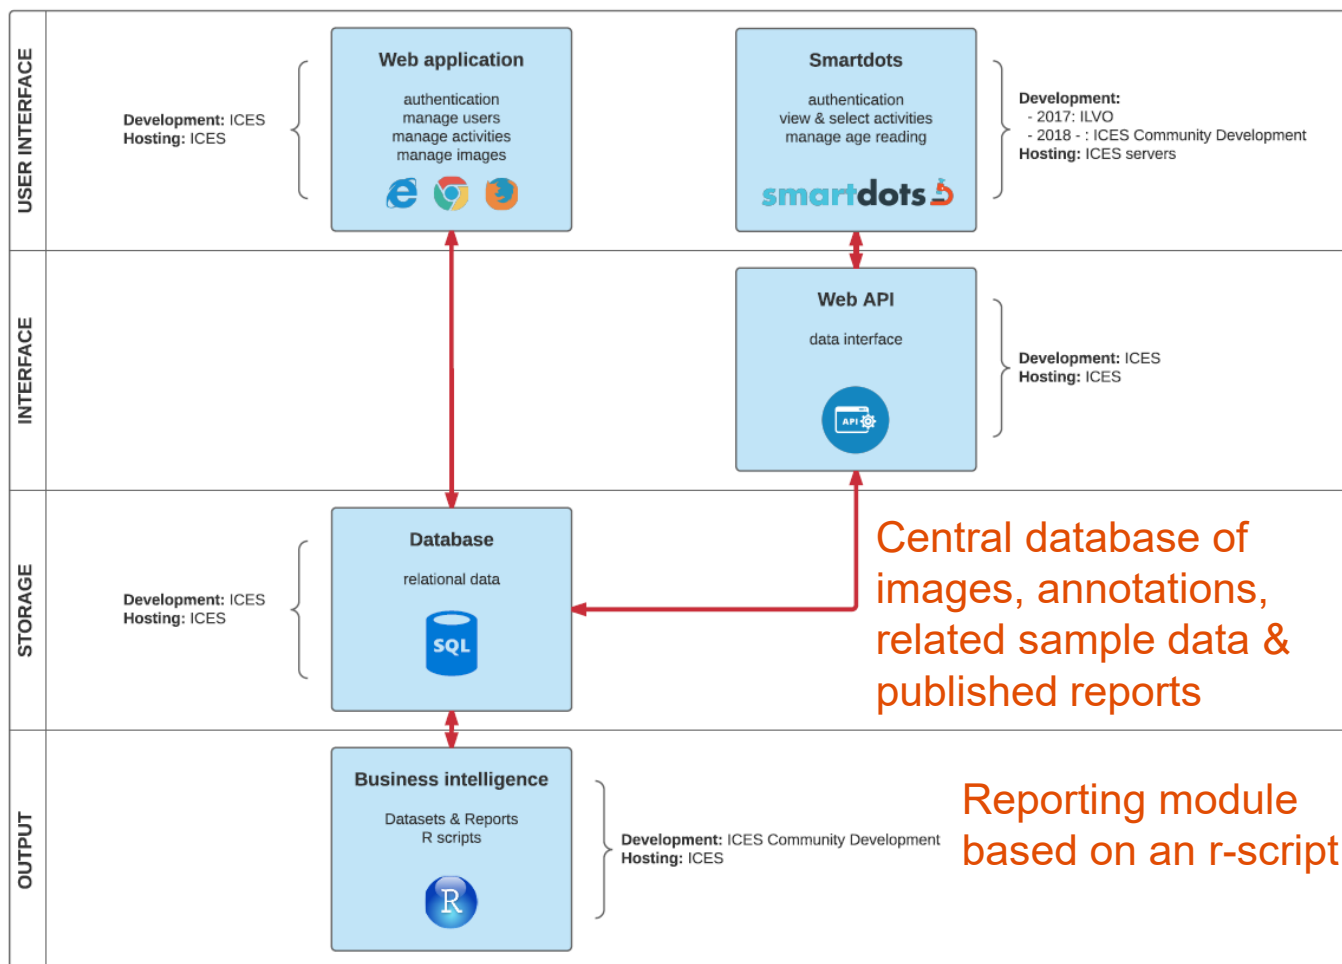 USER INTERFACE
Development: ICES
Hosting: ICES
Web application
authentication
manage users
manage activities
manage images
Smartdots
authentication
view & select activities
manage age reading
smartdots
Development:
- 2017: ILVO
- 2018 - : ICES Community Development
Hosting: ICES servers
INTERFACE
Web API
data interface
API
Development: ICES
Hosting: ICES
STORAGE
Development: ICES
Hosting: ICES
Database
relational data
SQL
Central database of
images, annotations,
related sample data &
published reports
OUTPUT
Business intelligence
Datasets & Reports
R scripts
R
Development: ICES Community Development
Hosting: ICES
Reporting module
based on an r-script